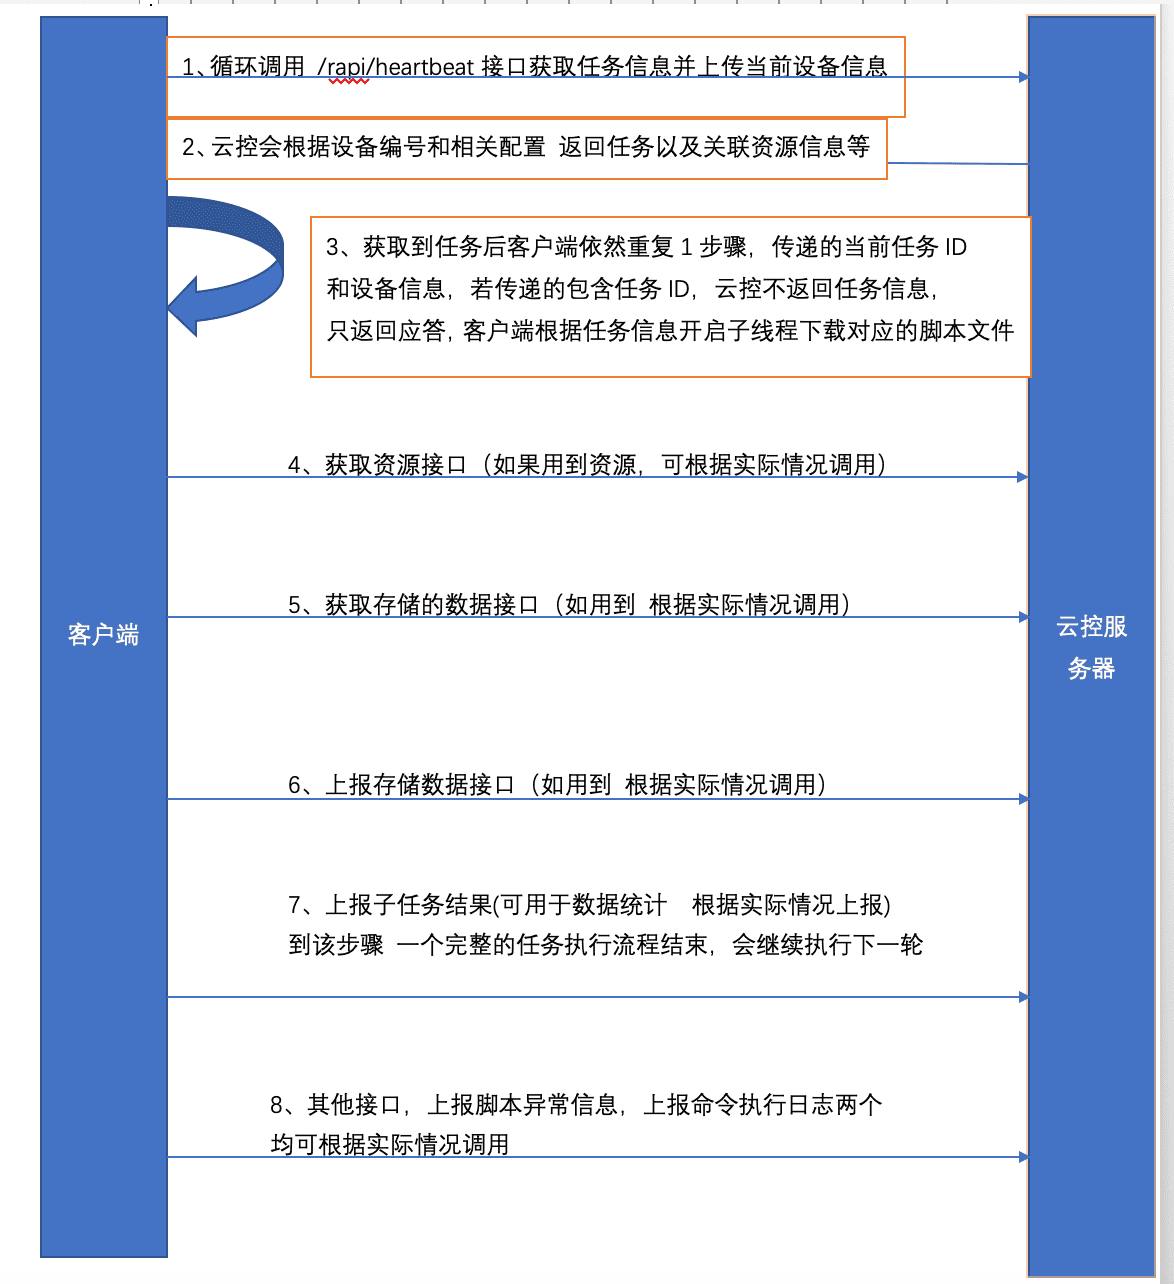 1、循环调用 /rapi/heartbeat 接口获取任务信息并上传当前设备信息
2、云控会根据设备编号和相关配置 返回任务以及关联资源信息等
3、获取到任务后客户端依然重复 1 步骤，传递的当前任务 ID
和设备信息，若传递的包含任务 ID，云控不返回任务信息，
只返回应答, 客户端根据任务信息开启子线程下载对应的脚本文件
4、获取资源接口（如果用到资源，可根据实际情况调用）
5、获取存储的数据接口（如用到 根据实际情况调用）
客户端
云控服
务器
6、上报存储数据接口（如用到 根据实际情况调用）
7、上报子任务结果(可用于数据统计 根据实际情况上报)
到该步骤 一个完整的任务执行流程结束，会继续执行下一轮
8、其他接口，上报脚本异常信息，上报命令执行日志两个
均可根据实际情况调用